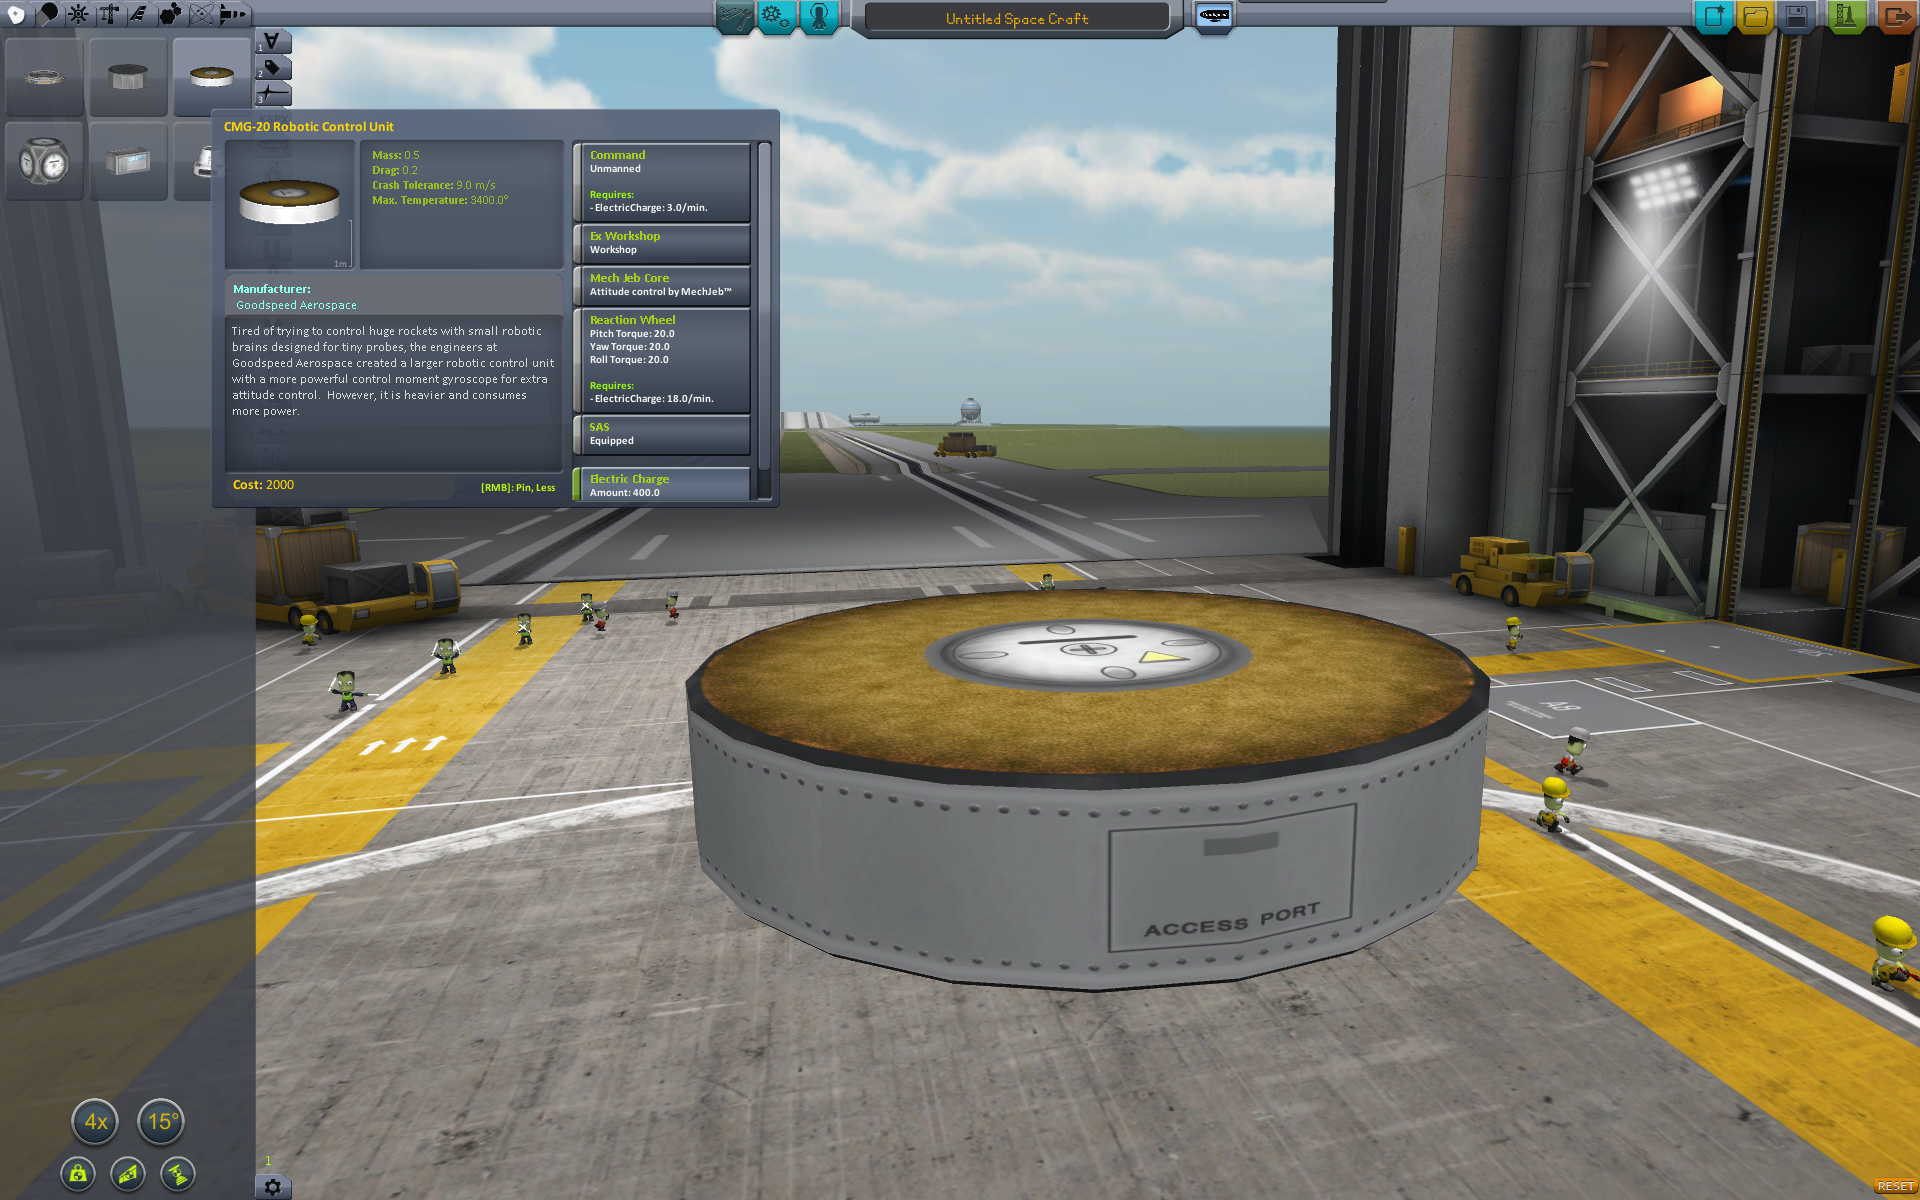 Untitled Space Craft
1
2
3
CMG-20 Robotic Control Unit
1m
Mass: 0.5
Drag: 0.2
Crash Tolerance: 9.0 m/s
Max. Temperature: 3400.0°
Manufacturer:
Goodspeed Aerospace
Tired of trying to control huge rockets with small robotic
brains designed for tiny probes, the engineers at
Goodspeed Aerospace created a larger robotic control unit
with a more powerful control moment gyroscope for extra
attitude control. However, it is heavier and consumes
more power.
Cost: 2000
[RMB]: Pin, Less
Command
Unmanned
Requires:
- ElectricCharge: 3.0/min.
Ex Workshop
Workshop
Mech Jeb Core
Attitude control by MechJeb™
Reaction Wheel
Pitch Torque: 20.0
Yaw Torque: 20.0
Roll Torque: 20.0
Requires:
- ElectricCharge: 18.0/min.
SAS
Equipped
Electric Charge
Amount: 400.0
A8
ACCESS PORT
4x
15°
1
RESET